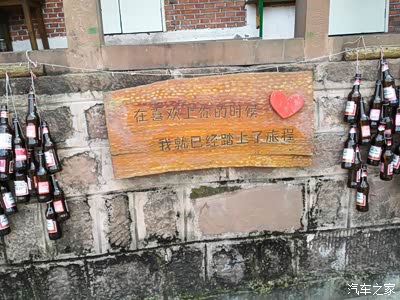 在喜欢上你的时候
我就已经踏上了旅程
汽车之家